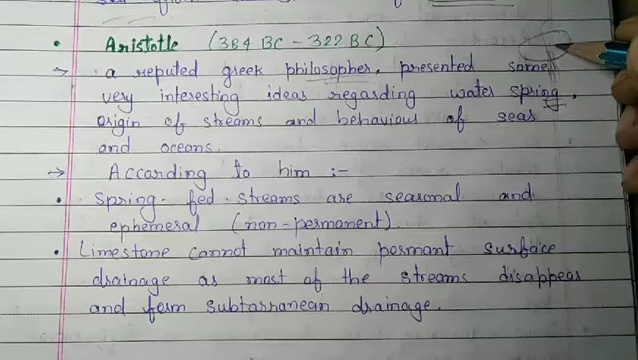 • Aristotle (384 BC - 322 BC)
→ a reputed greek philosopher, presented some
very interesting ideas regarding water spring,
origin of streams and behaviour of seas
and oceans.
→ According to him :-
• Spring-fed streams are seasonal and
ephemeral (non-permanent).
• Limestone cannot maintain parmant surface
drainage as most of the streams disappear
and form subtarranean drainage.